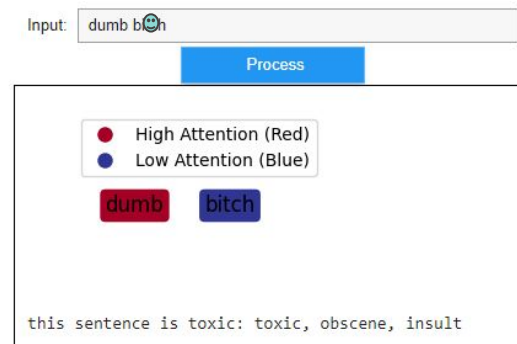 Input: dumb b h
Process
High Attention (Red)
Low Attention (Blue)
dumb bitch
this sentence is toxic: toxic, obscene, insult